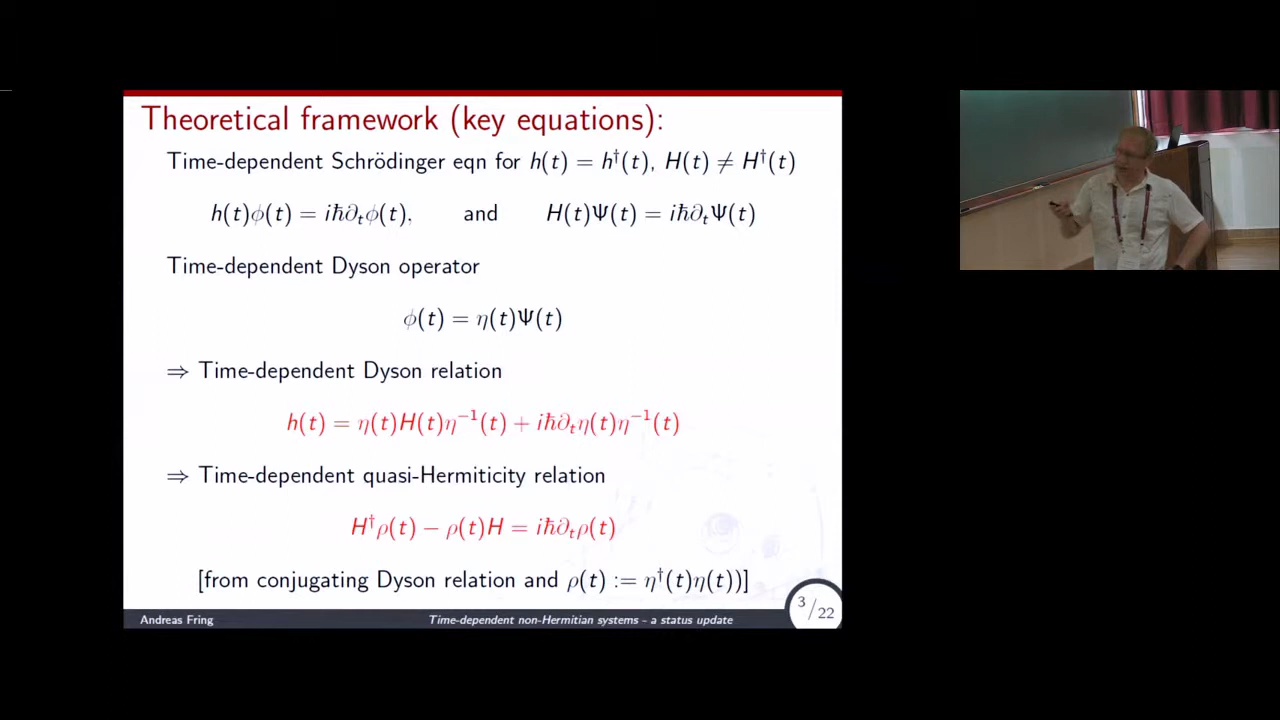 Theoretical framework (key equations):
Time-dependent Schrödinger eqn for h(t) = h†(t), H(t) ≠ H†(t)
h(t)ϕ(t) = iℏ∂ₜϕ(t), and H(t)Ψ(t) = iℏ∂ₜΨ(t)
Time-dependent Dyson operator
ϕ(t) = η(t)Ψ(t)
⇒ Time-dependent Dyson relation
h(t) = η(t)H(t)η⁻¹(t) + iℏ∂ₜη(t)η⁻¹(t)
⇒ Time-dependent quasi-Hermiticity relation
H†ρ(t) − ρ(t)H = iℏ∂ₜρ(t)
[from conjugating Dyson relation and ρ(t) := η†(t)η(t))]
Andreas Fring Time-dependent non-Hermitian systems - a status update 3/22